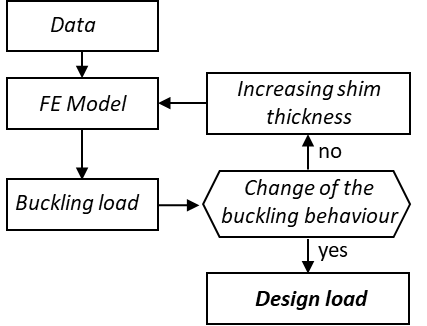 Data
FE Model
Increasing shim
thickness
no
Buckling load
Change of the
buckling behaviour
yes
Design load